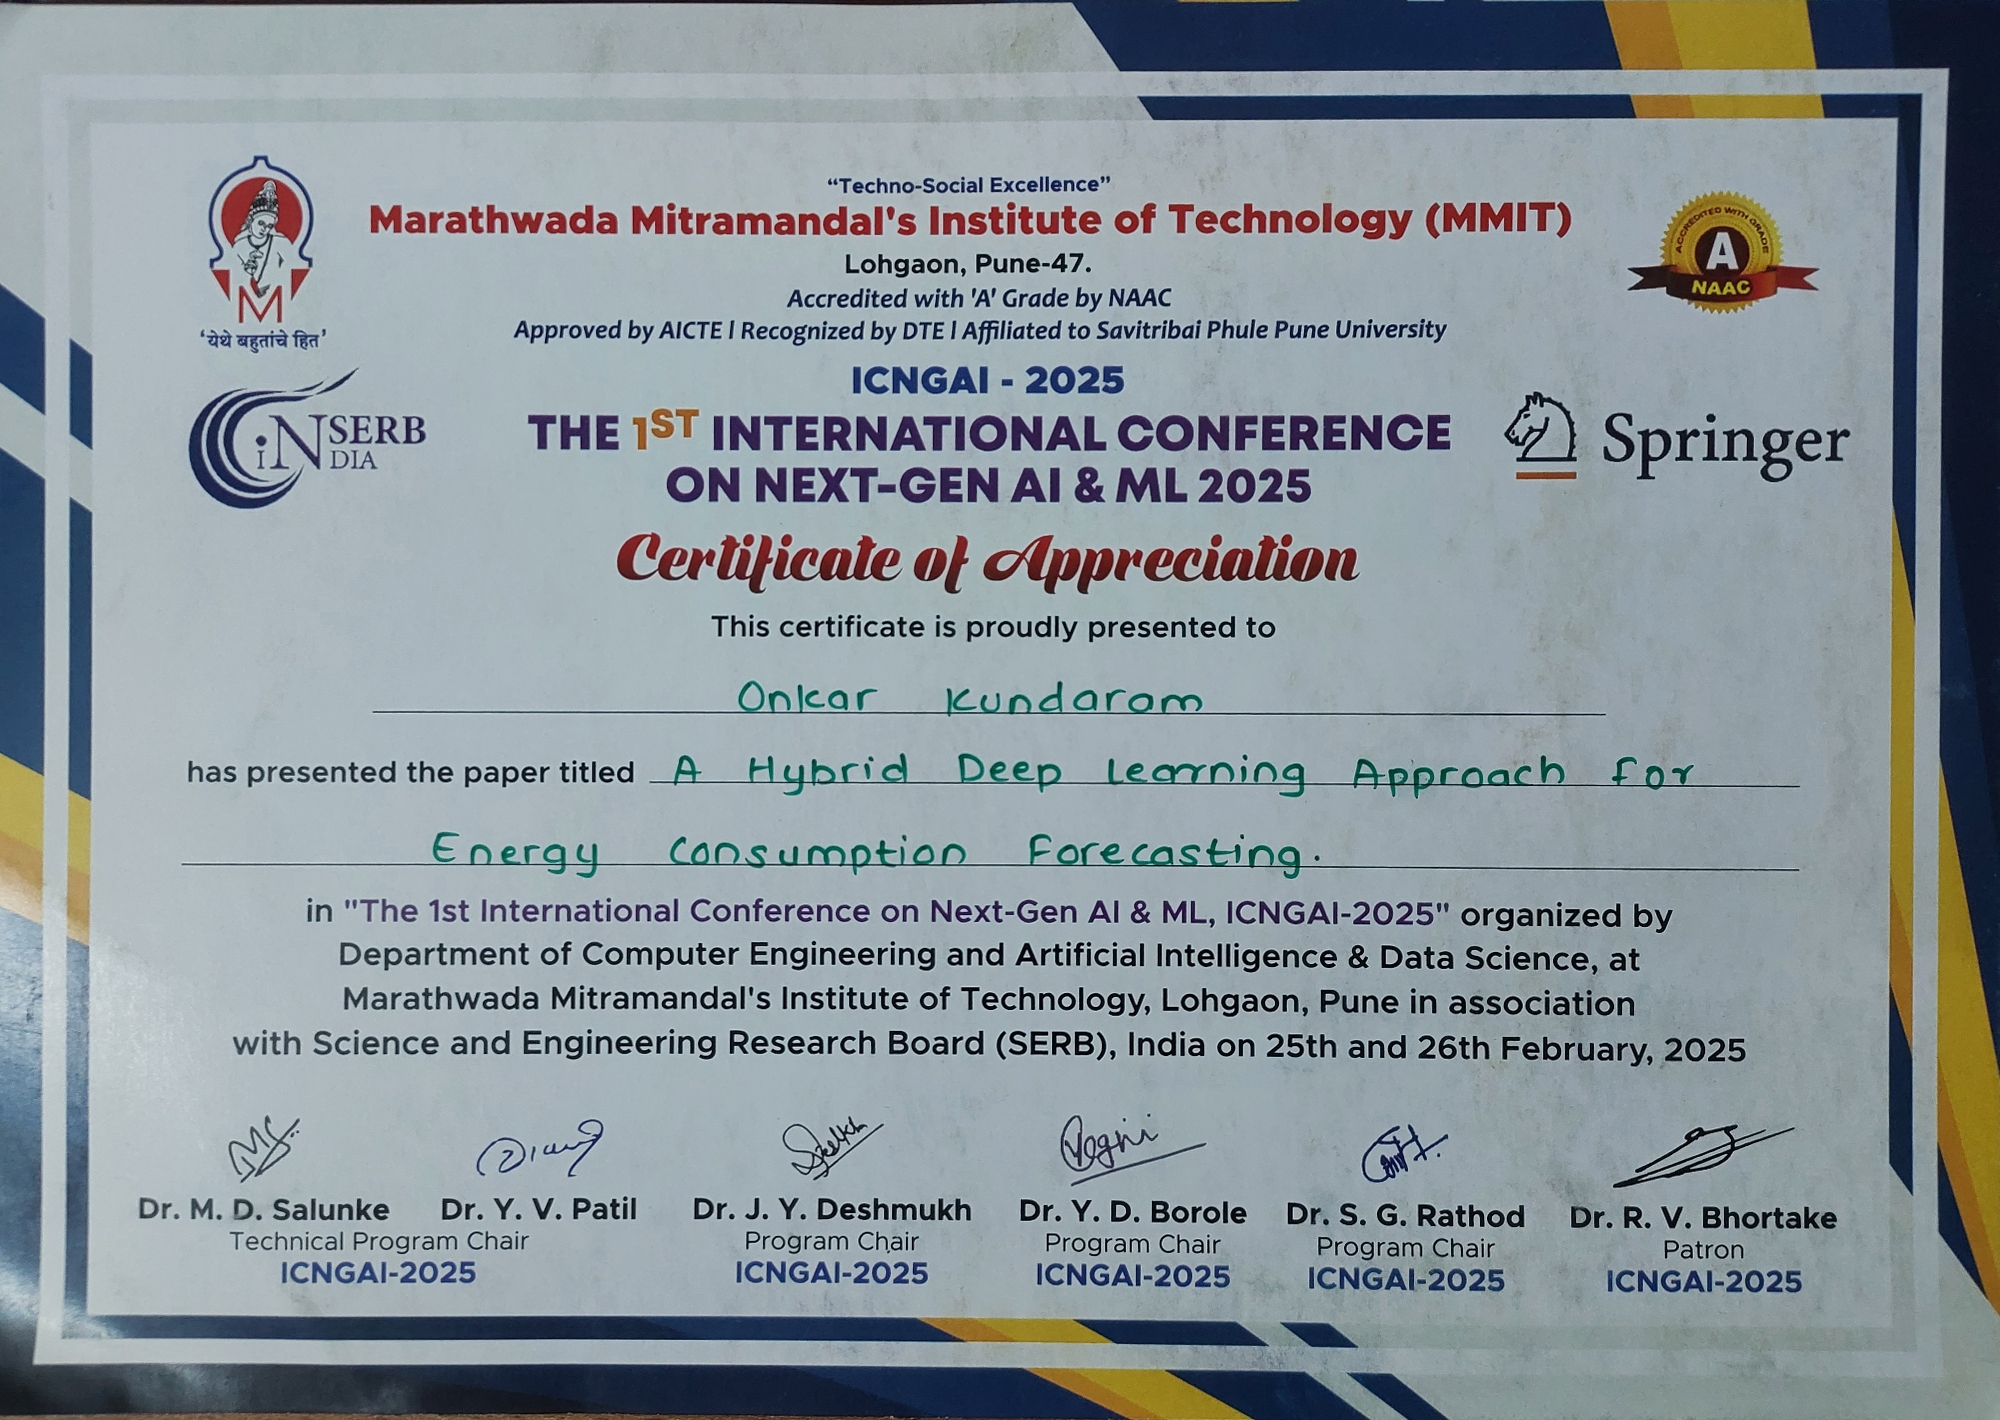 “Techno-Social Excellence”
Marathwada Mitramandal's Institute of Technology (MMIT)
Lohgaon, Pune-47.
Accredited with 'A' Grade by NAAC
Approved by AICTE I Recognized by DTE I Affiliated to Savitribai Phule Pune University
M
‘येथे बहुतांचे हित’
ACCREDITED WITH GRADE
A
NAAC
ICNGAI - 2025
THE 1ST INTERNATIONAL CONFERENCE
ON NEXT-GEN AI & ML 2025
SERB
iNDIA
Springer
Certificate of Appreciation
This certificate is proudly presented to
Onkar Kundaram
has presented the paper titled A Hybrid Deep Learning Approach For
Energy Consumption Forecasting.
in "The 1st International Conference on Next-Gen AI & ML, ICNGAI-2025" organized by
Department of Computer Engineering and Artificial Intelligence & Data Science, at
Marathwada Mitramandal's Institute of Technology, Lohgaon, Pune in association
with Science and Engineering Research Board (SERB), India on 25th and 26th February, 2025
Dr. M. D. Salunke Dr. Y. V. Patil Dr. J. Y. Deshmukh Dr. Y. D. Borole Dr. S. G. Rathod Dr. R. V. Bhortake
Technical Program Chair Program Chair Program Chair Program Chair Patron
ICNGAI-2025 ICNGAI-2025 ICNGAI-2025 ICNGAI-2025 ICNGAI-2025